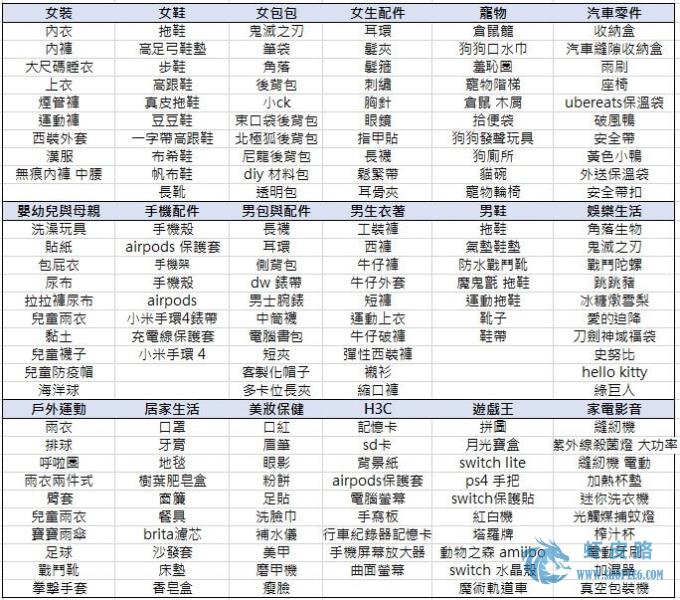 女裝 女鞋 女包包 女生配件 寵物 汽車零件
內衣 拖鞋 鬼滅之刃 耳環 倉鼠籠 收納盒
內褲 高足弓鞋墊 筆袋 髮夾 狗狗口水巾 汽車縫隙收納盒
大尺碼睡衣 步鞋 角落 髮箍 羞恥圈 雨刷
上衣 高跟鞋 後背包 刺繡 寵物階梯 座椅
煙管褲 真皮拖鞋 小ck 胸針 倉鼠 木屑 ubereats保溫袋
運動褲 豆豆鞋 束口袋後背包 眼鏡 拾便袋 破風鴨
西裝外套 一字帶高跟鞋 北極狐後背包 指甲貼 狗狗發聲玩具 安全帶
漢服 布希鞋 尼龍後背包 長襪 狗廁所 黃色小鴨
無痕內褲 中腰 帆布鞋 diy 材料包 鬆緊帶 貓碗 外送保溫袋
長靴 透明包 耳骨夾 寵物輪椅 安全帶扣
嬰幼兒與母親 手機配件 男包與配件 男生衣著 男鞋 娛樂生活
洗澡玩具 手機殼 長襪 工裝褲 拖鞋 角落生物
貼紙 airpods 保護套 耳環 西褲 氣墊鞋墊 鬼滅之刃
包屁衣 手機架 側背包 牛仔褲 防水戰鬥靴 戰鬥陀螺
尿布 手機殼 dw 錶帶 牛仔外套 魔鬼氈 拖鞋 跳跳豬
拉拉褲尿布 airpods 男士腕錶 短褲 運動拖鞋 冰糖燉雪梨
兒童雨衣 小米手環4錶帶 中筒襪 運動上衣 靴子 愛的迫降
黏土 充電線保護套 電腦書包 牛仔破褲 鞋帶 刀劍神域福袋
兒童襪子 小米手環 4 短夾 彈性西裝褲 史努比
兒童防疫帽 客製化帽子 襯衫 hello kitty
海洋球 多卡位長夾 縮口褲 綠巨人
戶外運動 居家生活 美妝保健 H3C 遊戲王 家電影音
雨衣 口罩 口紅 記憶卡 拼圖 縫紉機
排球 牙膏 眉筆 sd卡 月光寶盒 紫外線殺菌燈 大功率
呼啦圈 地毯 眼影 背景紙 switch lite 縫紉機 電動
雨衣兩件式 樹葉肥皂盒 粉餅 airpods保護套 ps4 手把 加熱杯墊
臂套 窗簾 足貼 電腦螢幕 switch保護貼 迷你洗衣機
兒童雨衣 餐具 洗臉巾 手寫板 紅白機 光觸媒捕蚊燈
寶寶雨傘 brita濾芯 補水儀 行車紀錄器記憶卡 塔羅牌 榨汁杯
足球 沙發套 美甲 手機屏幕放大器 動物之森 amiibo 電動牙刷
戰鬥靴 床墊 磨甲機 曲面螢幕 switch 水晶殼 加濕器
拳擊手套 香皂盒 瘦臉 魔術軌道車 真空包裝機
蝦皮路
WWW.SHOPEE6.COM